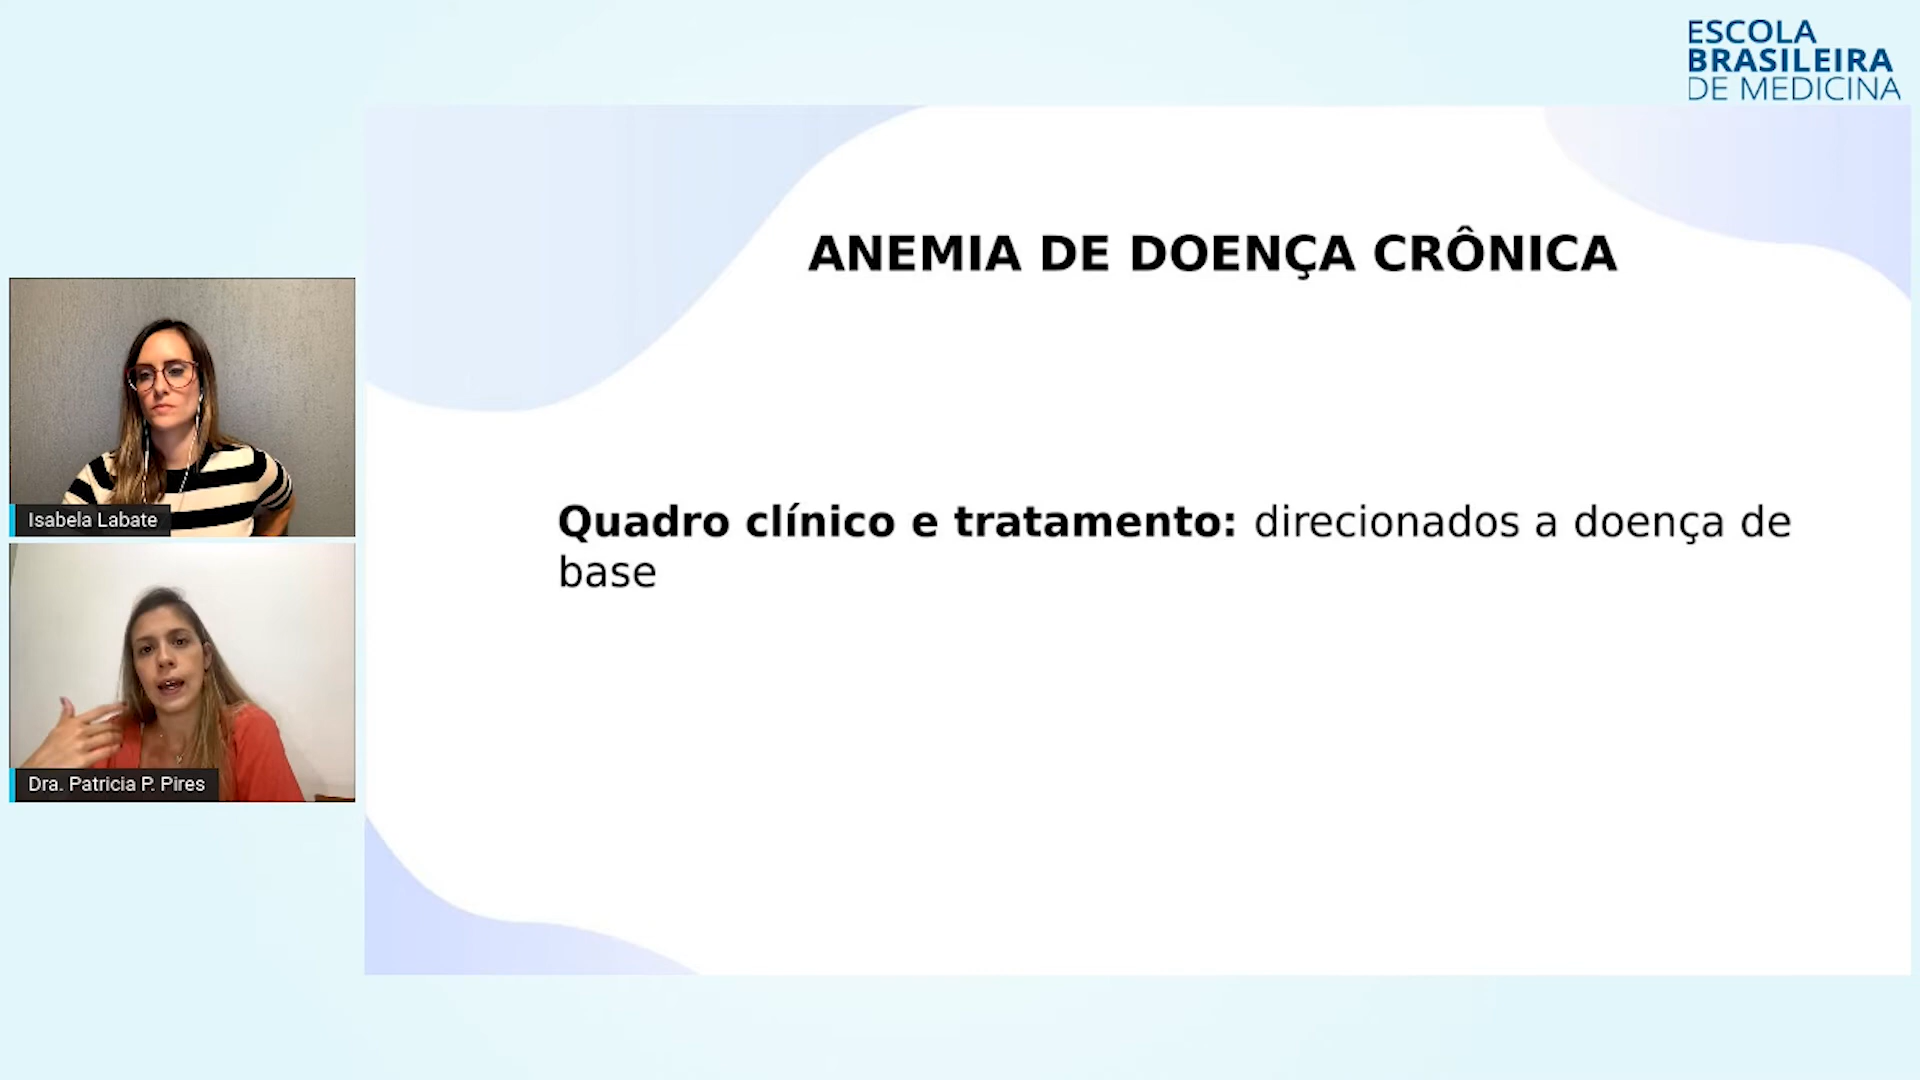 ESCOLA
BRASILEIRA
DE MEDICINA
ANEMIA DE DOENÇA CRÔNICA
Quadro clínico e tratamento: direcionados a doença de
base
Isabela Labate
Dra. Patricia P. Pires